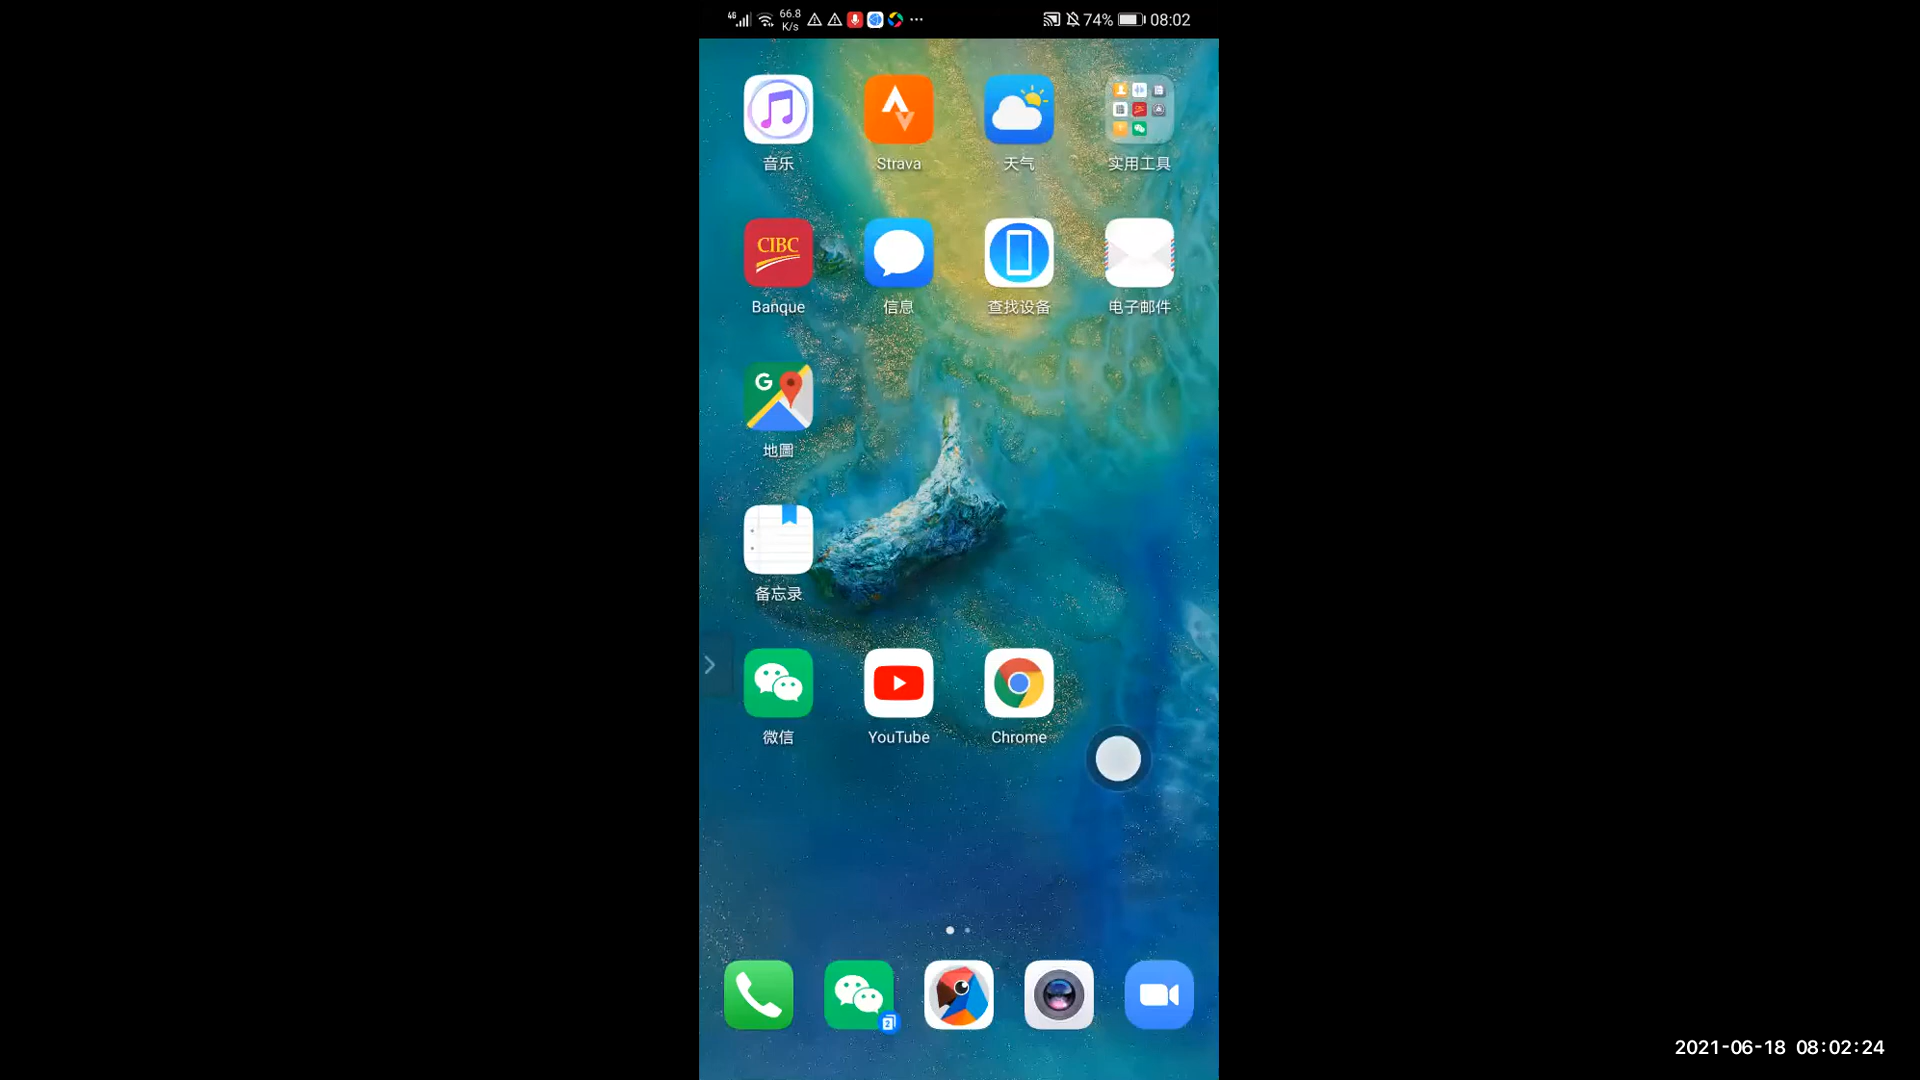 4G 66.8 K/s 74% 08:02
音乐 Strava 天气 实用工具
CIBC
Banque 信息 查找设备 电子邮件
G
地圖
备忘录
微信 YouTube Chrome
2
2021-06-18 08:02:24